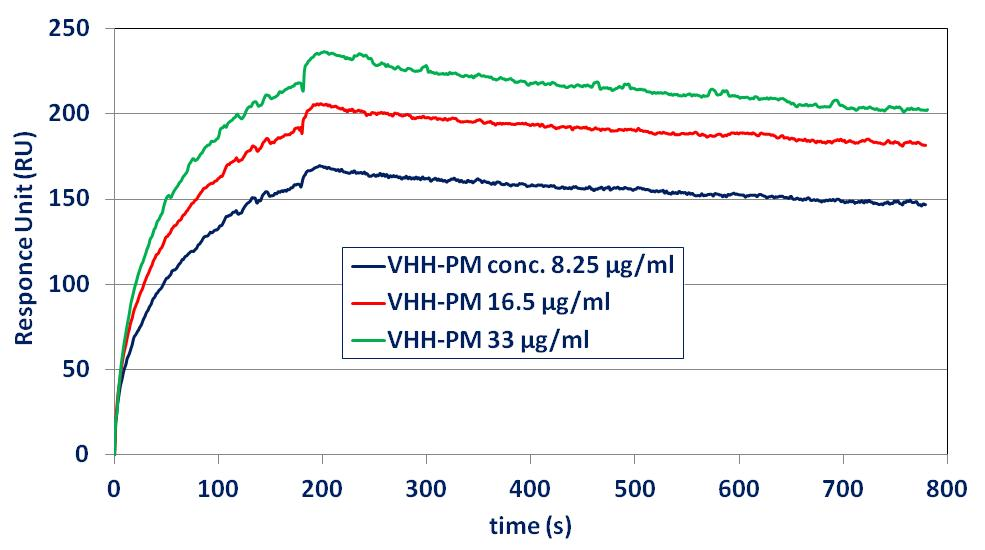 250
200
150
100
50
0
Responce Unit (RU)
VHH-PM conc. 8.25 µg/ml
VHH-PM 16.5 µg/ml
VHH-PM 33 µg/ml
0 100 200 300 400 500 600 700 800
time (s)